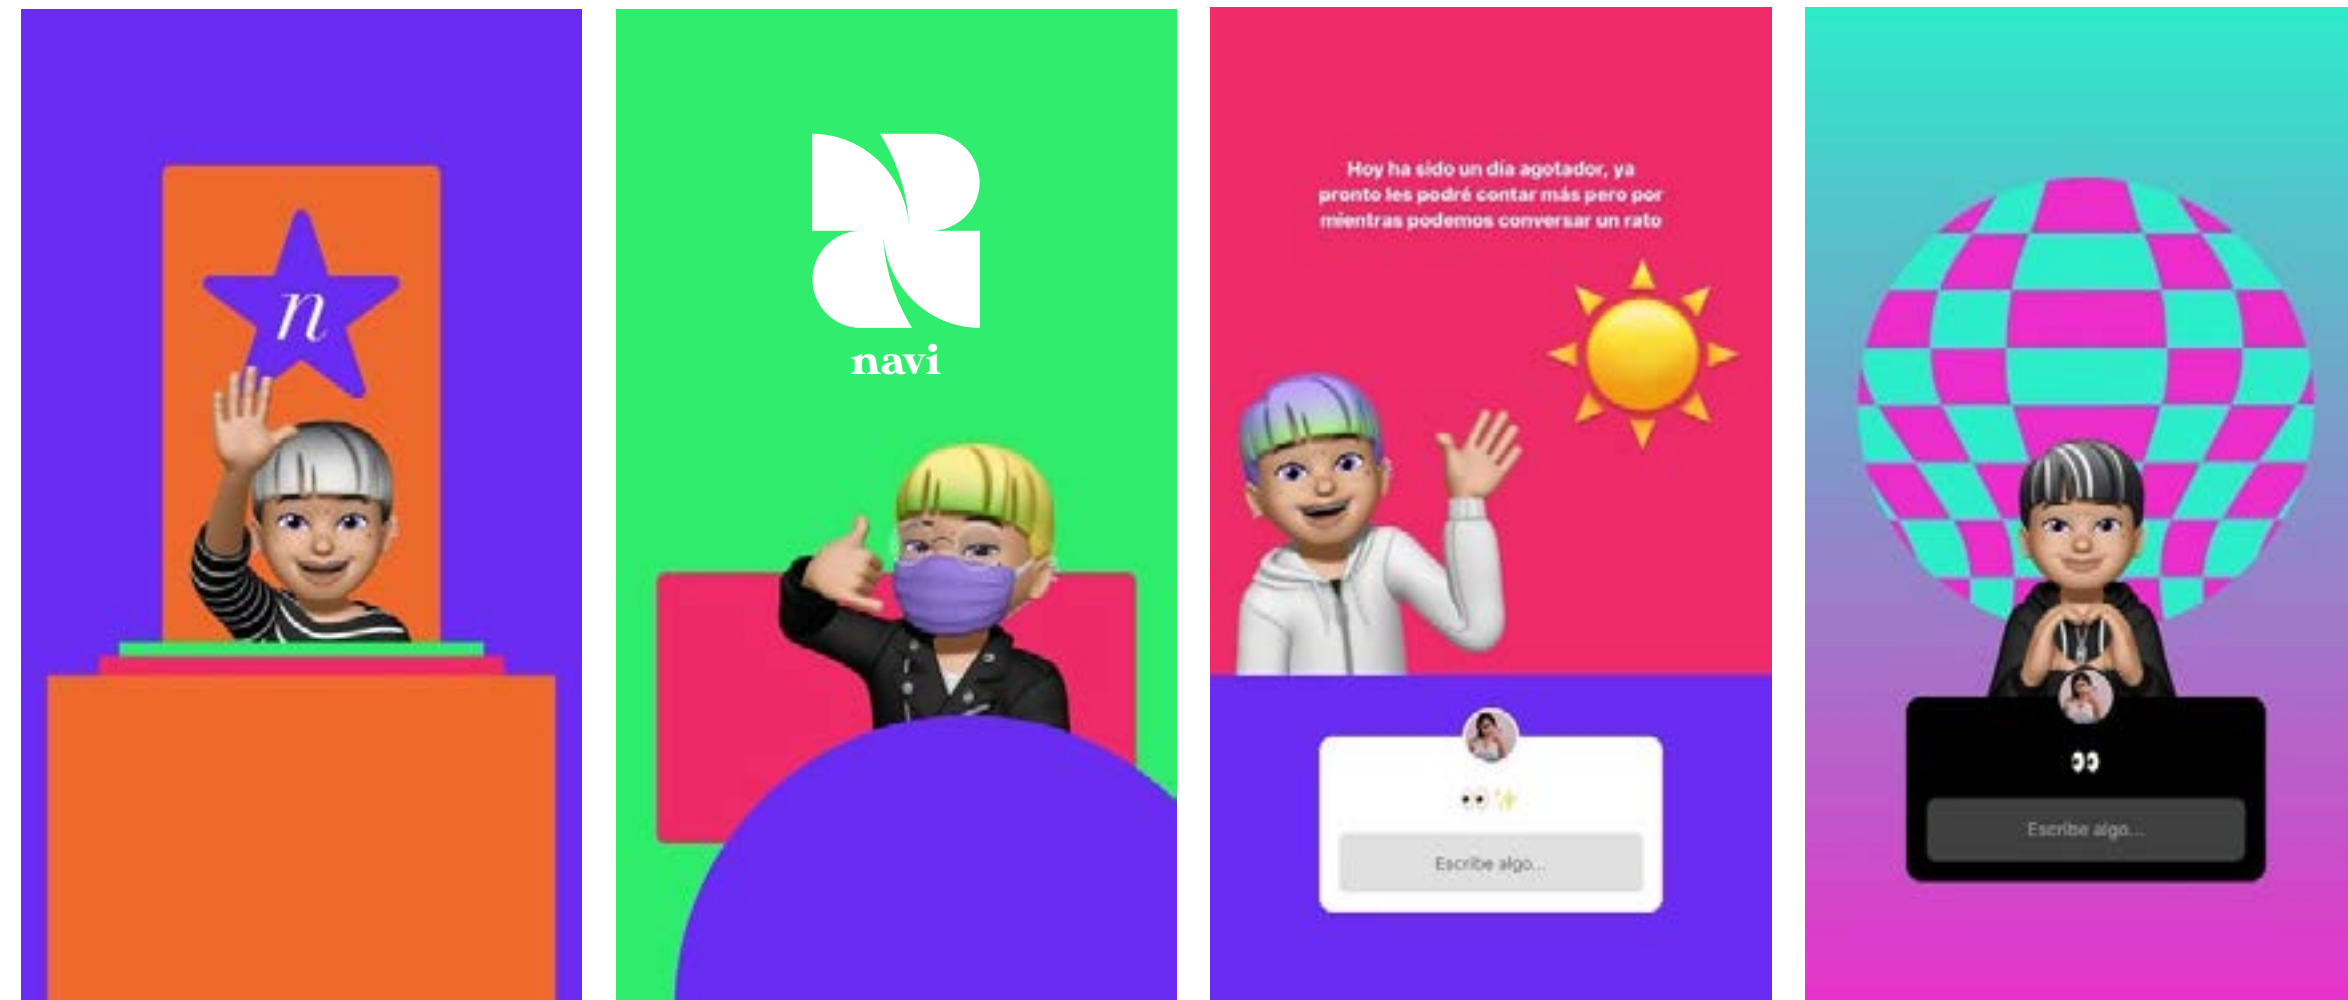 n
navi
Hoy ha sido un día agotador, ya
pronto les podré contar más pero por
mientras podemos conversar un rato
Escribe algo...
Escribe algo...